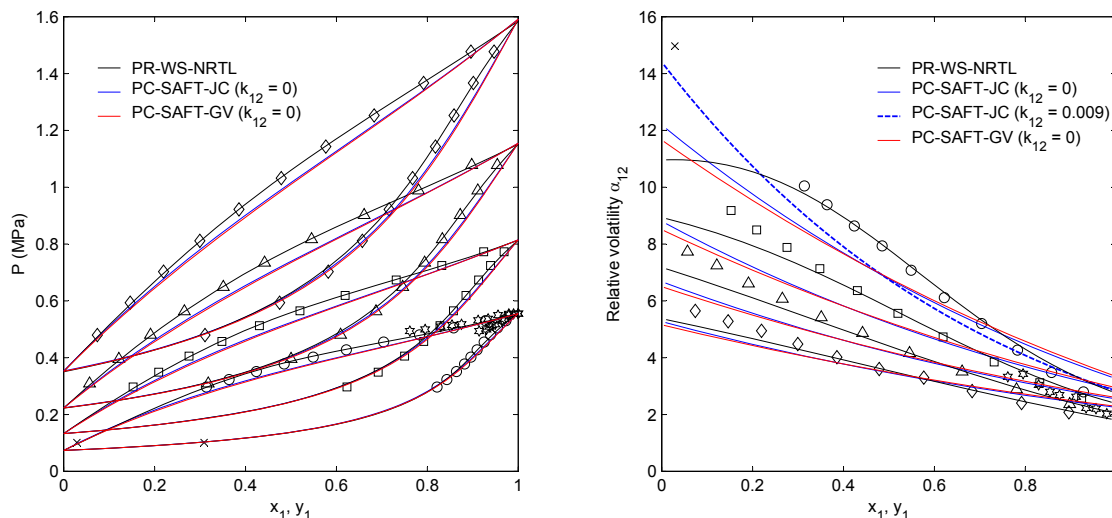 1.6
1.4
1.2
1
0.8
0.6
0.4
0.2
0
P (MPa)
PR-WS-NRTL
PC-SAFT-JC (k12 = 0)
PC-SAFT-GV (k12 = 0)
0 0.2 0.4 0.6 0.8 1
x1, y1
16
14
12
10
8
6
4
2
0
Relative volatility α12
PR-WS-NRTL
PC-SAFT-JC (k12 = 0)
PC-SAFT-JC (k12 = 0.009)
PC-SAFT-GV (k12 = 0)
0 0.2 0.4 0.6 0.8
x1, y1